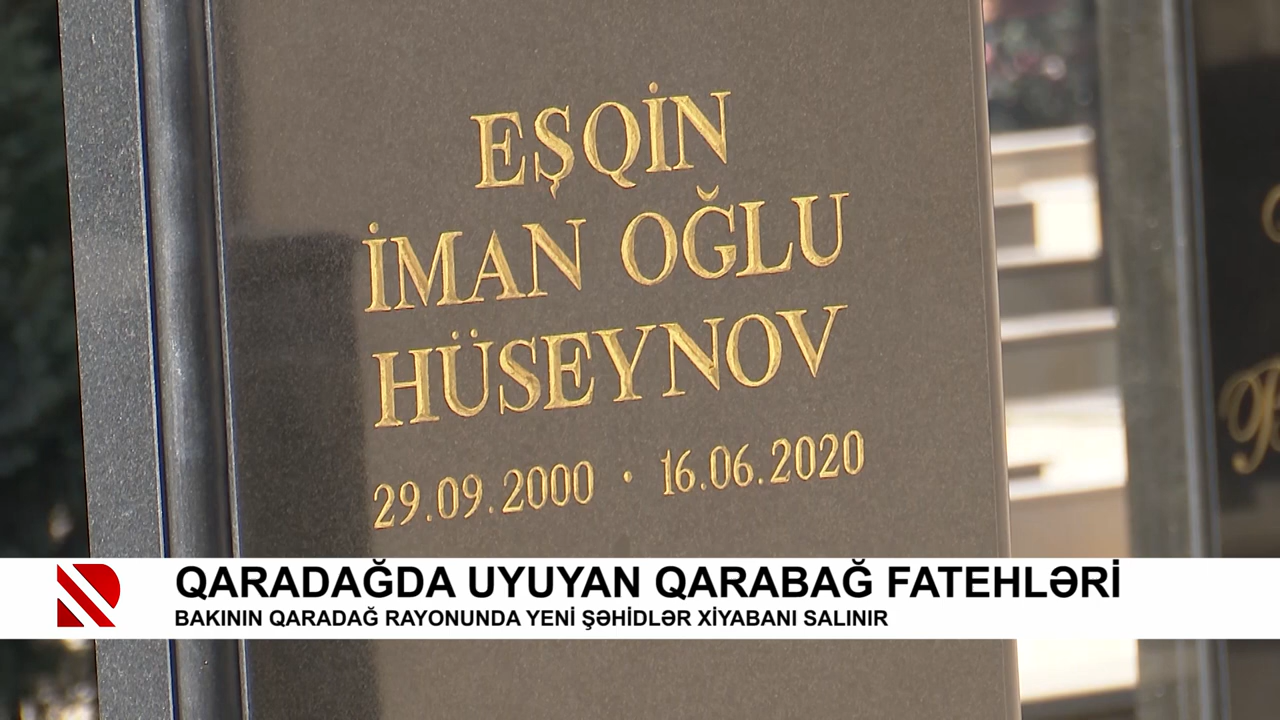 EŞQİN
İMAN OĞLU
HÜSEYNOV
29.09.2000 • 16.06.2020
QARADAĞDA UYUYAN QARABAĞ FATEHLƏRİ
BAKININ QARADAĞ RAYONUNDA YENİ ŞƏHİDLƏR XİYABANI SALINIR